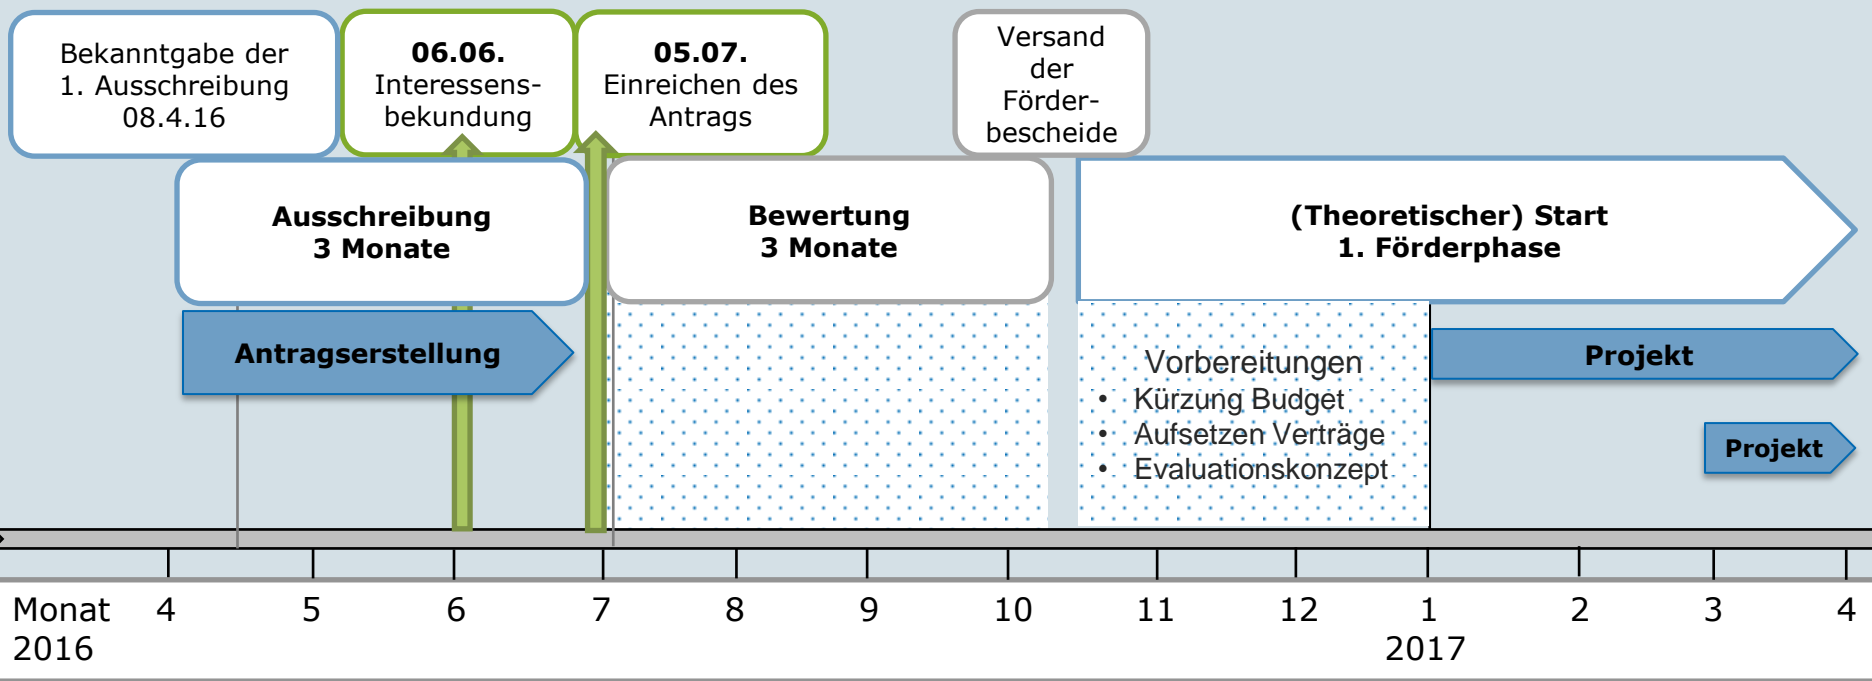 Bekanntgabe der
1. Ausschreibung
08.4.16
06.06.
Interessens-
bekundung
05.07.
Einreichen des
Antrags
Versand
der
Förder-
bescheide
Ausschreibung
3 Monate
Bewertung
3 Monate
(Theoretischer) Start
1. Förderphase
Antragserstellung
Vorbereitungen
• Kürzung Budget
• Aufsetzen Verträge
• Evaluationskonzept
Projekt
Projekt
Monat 4 5 6 7 8 9 10 11 12 1 2 3 4
2016 2017